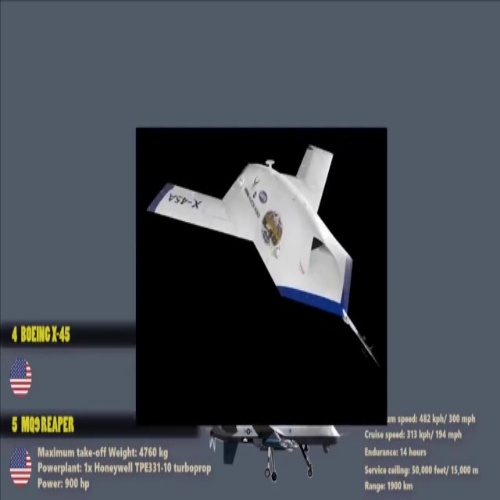 X-45A
4 BOEING X-45
5 MQ9 REAPER
Maximum take-off Weight: 4760 kg
Powerplant: 1x Honeywell TPE331-10 turboprop
Power: 900 hp
speed: 482 kph/ 300 mph
Cruise speed: 313 kph/ 194 mph
Endurance: 14 hours
Service ceiling: 50,000 feet/ 15,000 m
Range: 1900 km